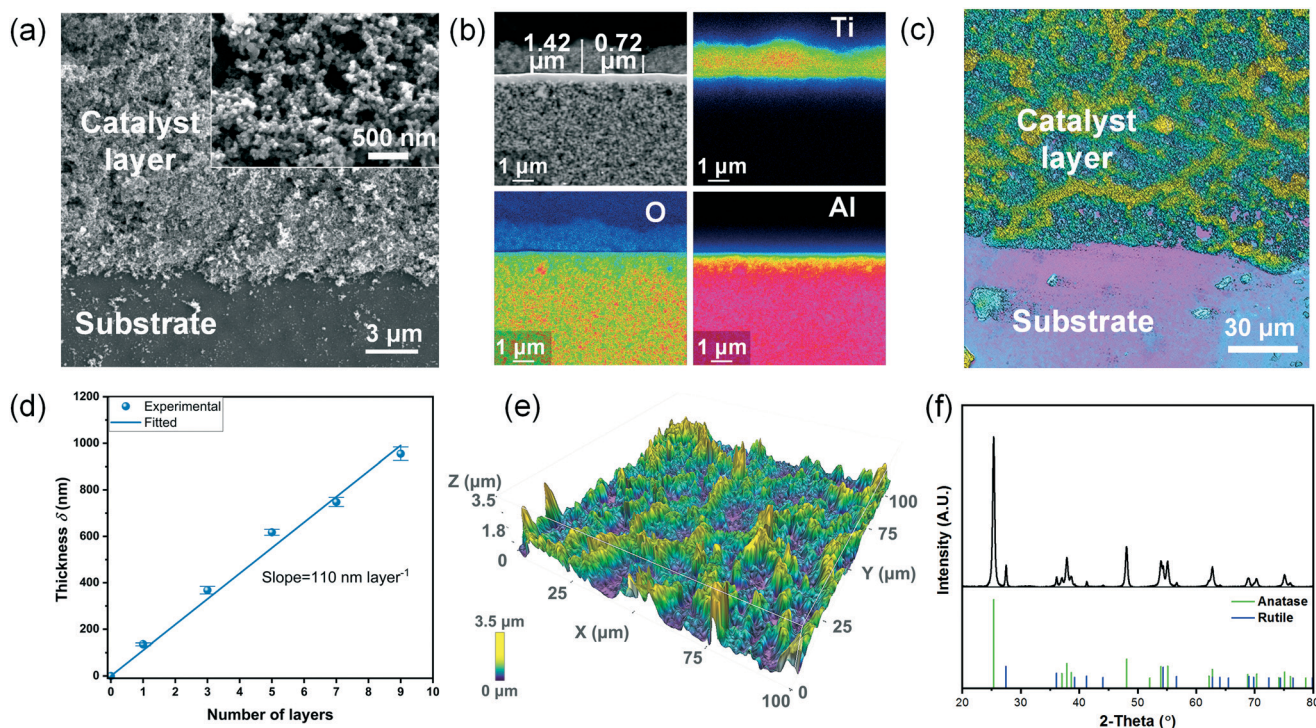 (a)
Catalyst
layer
500 nm
Substrate
3 µm
(b)
1.42
µm
0.72
µm
1 µm
Ti
1 µm
O
1 µm
Al
1 µm
(c)
Catalyst
layer
Substrate
30 µm
(d)
1200
1000
800
600
400
200
0
Thickness δ (nm)
Experimental
Fitted
Slope=110 nm layer⁻¹
0 1 2 3 4 5 6 7 8 9 10
Number of layers
(e)
Z (µm)
3.5
1.8
0
25
X (µm)
75
100
0
25
Y (µm)
75
100
3.5 µm
0 µm
(f)
Intensity (A.U.)
Anatase
Rutile
20 30 40 50 60 70 80
2-Theta (°)